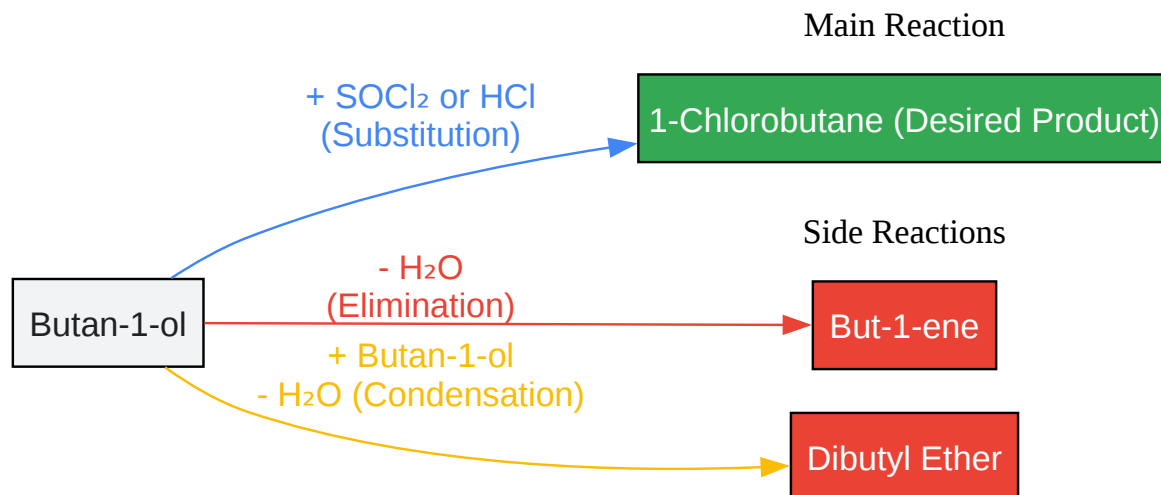 Main Reaction
+ SOCl₂ or HCl
(Substitution)
1-Chlorobutane (Desired Product)
Side Reactions
- H₂O
(Elimination)
Butan-1-ol
But-1-ene
+ Butan-1-ol
- H₂O (Condensation)
Dibutyl Ether